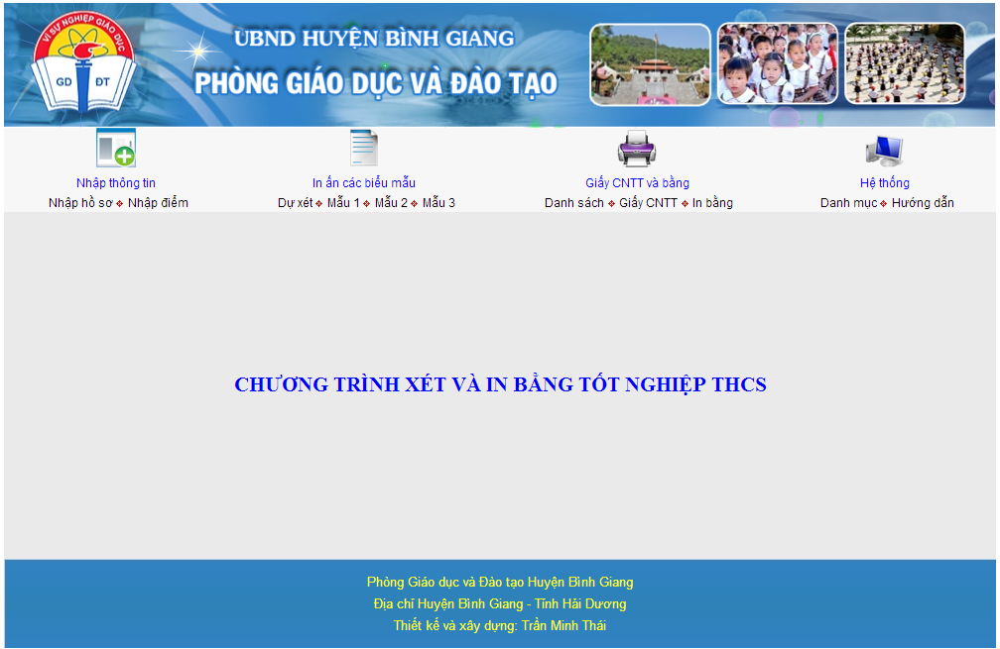 VÌ SỰ NGHIỆP GIÁO DỤC
GD ĐT
UBND HUYỆN BÌNH GIANG
PHÒNG GIÁO DỤC VÀ ĐÀO TẠO
Nhập thông tin
Nhập hồ sơ ❖ Nhập điểm
In ấn các biểu mẫu
Dự xét ❖ Mẫu 1 ❖ Mẫu 2 ❖ Mẫu 3
Giấy CNTT và bằng
Danh sách ❖ Giấy CNTT ❖ In bằng
Hệ thống
Danh mục ❖ Hướng dẫn
CHƯƠNG TRÌNH XÉT VÀ IN BẰNG TỐT NGHIỆP THCS
Phòng Giáo dục và Đào tạo Huyện Bình Giang
Địa chỉ Huyện Bình Giang - Tỉnh Hải Dương
Thiết kế và xây dựng: Trần Minh Thái